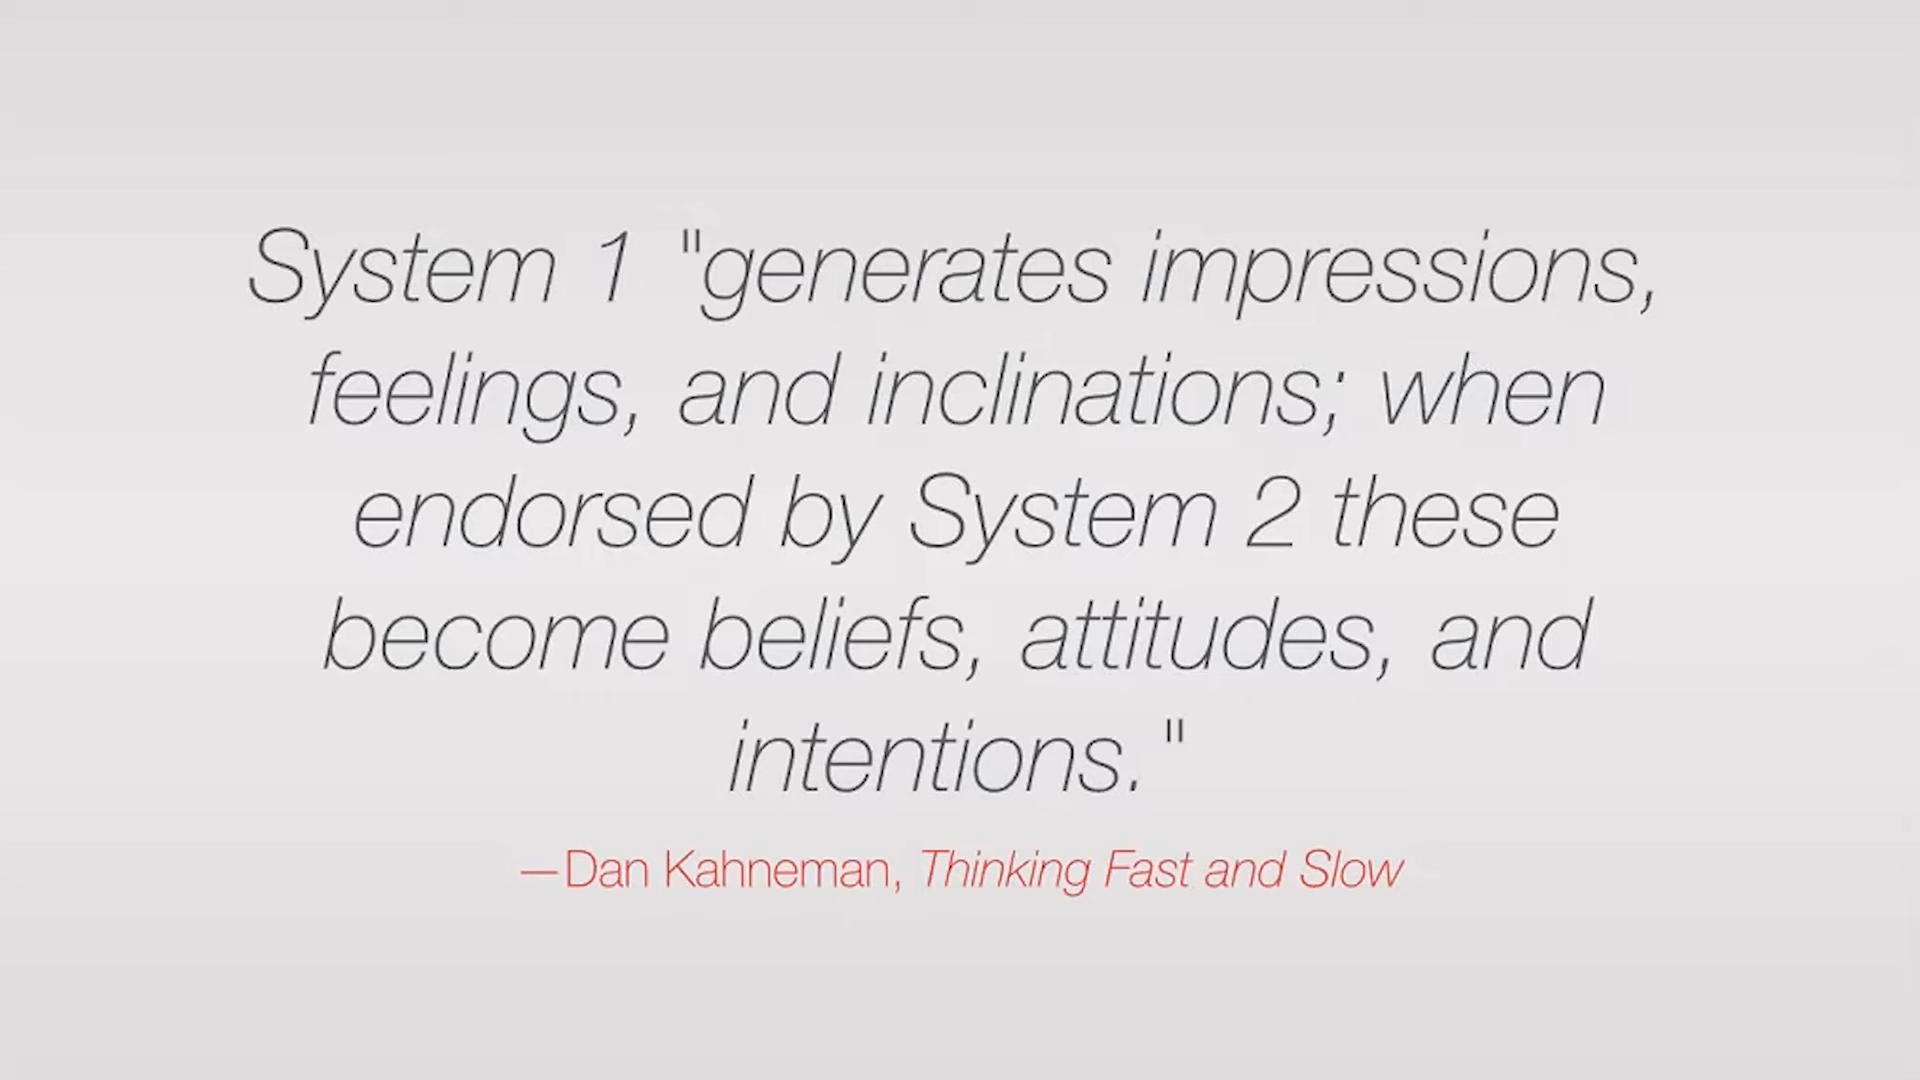 System 1 "generates impressions,
feelings, and inclinations; when
endorsed by System 2 these
become beliefs, attitudes, and
intentions."
—Dan Kahneman, Thinking Fast and Slow